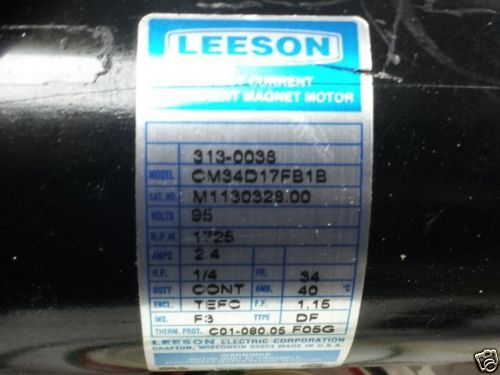 LEESON
CURRENT
MAGNET MOTOR
313-0038
MODEL CM34D17FB1B
CAT. NO. M1130328.00
VOLTS 95
R.P.M. 1725
AMPS 2.4
H.P. 1/4 FR. 34
DUTY CONT AMB. 40 °C
ENCL. TEFC F.F. 1.15
INS. F3 TYPE DF
THERM. PROT. C01-090.05 F05G
LEESON ELECTRIC CORPORATION
GRAFTON, WISCONSIN 53024 MADE IN U.S.A.
WARNING: